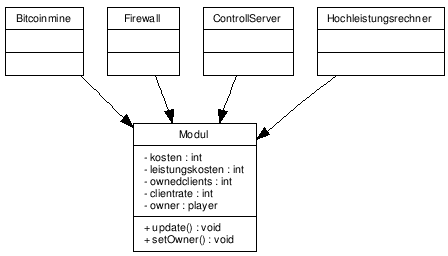 Bitcoinmine
Firewall
ControllServer
Hochleistungsrechner
Modul
- kosten : int
- leistungskosten : int
- ownedclients : int
- clientrate : int
- owner : player
+ update() : void
+ setOwner() : void